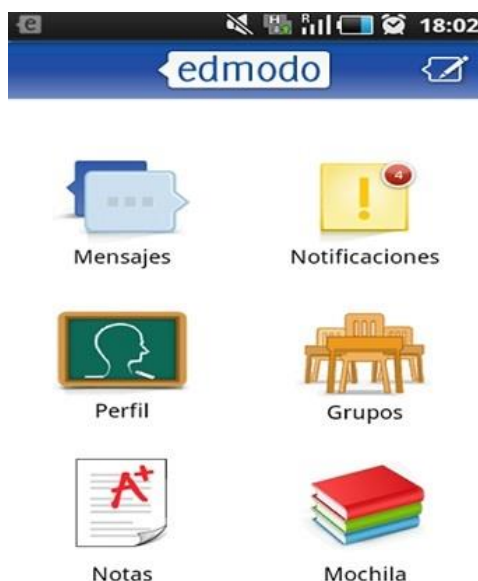 e R 18:02
edmodo
Mensajes Notificaciones
4
Perfil Grupos
A+
Notas Mochila